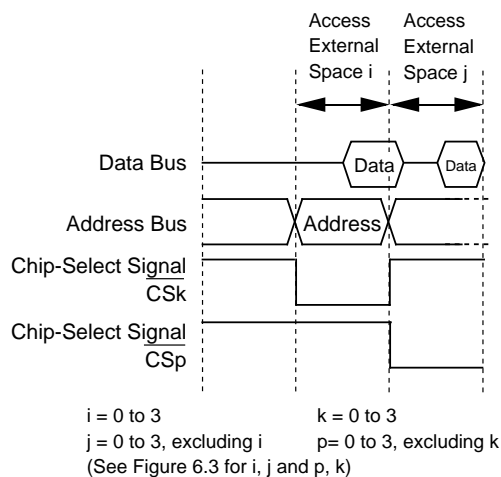 Access
External
Space i
Access
External
Space j
Data Bus
Data
Data
Address Bus
Address
Chip-Select Signal
CSk
Chip-Select Signal
CSp
i = 0 to 3
k = 0 to 3
j = 0 to 3, excluding i
p= 0 to 3, excluding k
(See Figure 6.3 for i, j and p, k)